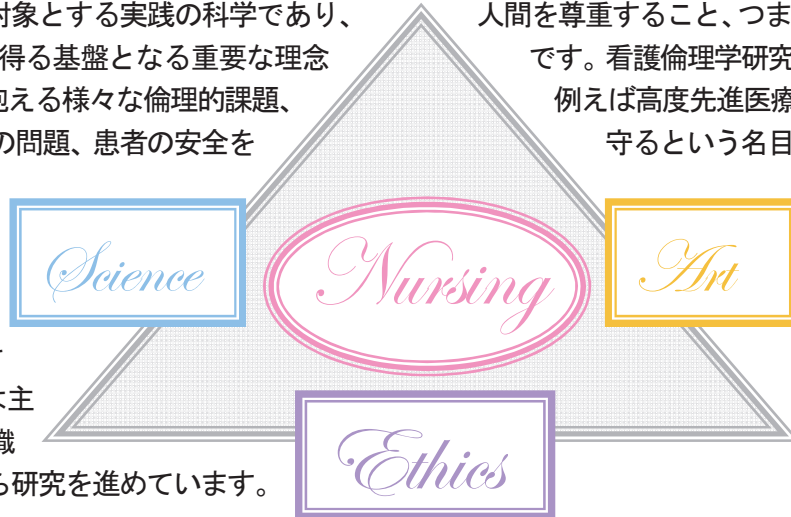 対象とする実践の科学であり、 人間を尊重すること、つま
得る基盤となる重要な理念 です。看護倫理学研究
抱える様々な倫理的課題、 例えば高度先進医療
の問題、患者の安全を 守るという名目
Science Nursing Art
主
職
Ethics
ら研究を進めています。